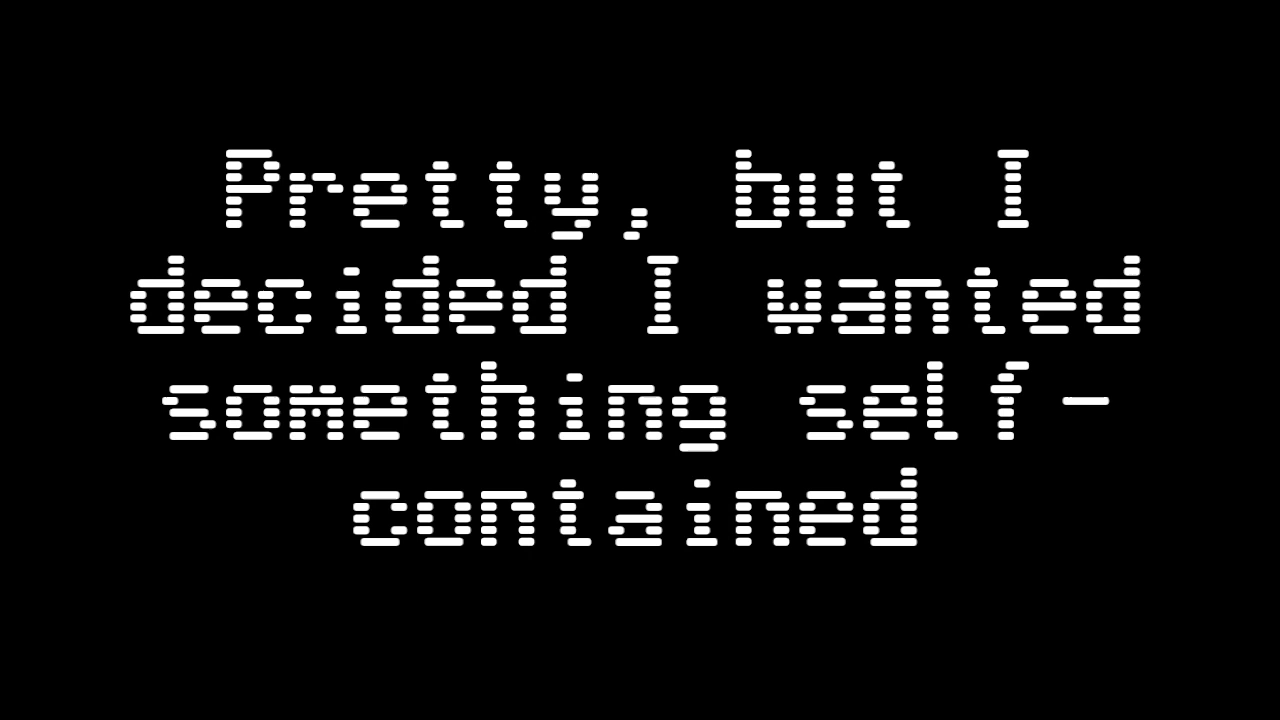 Pretty, but I
decided I wanted
something self-
contained